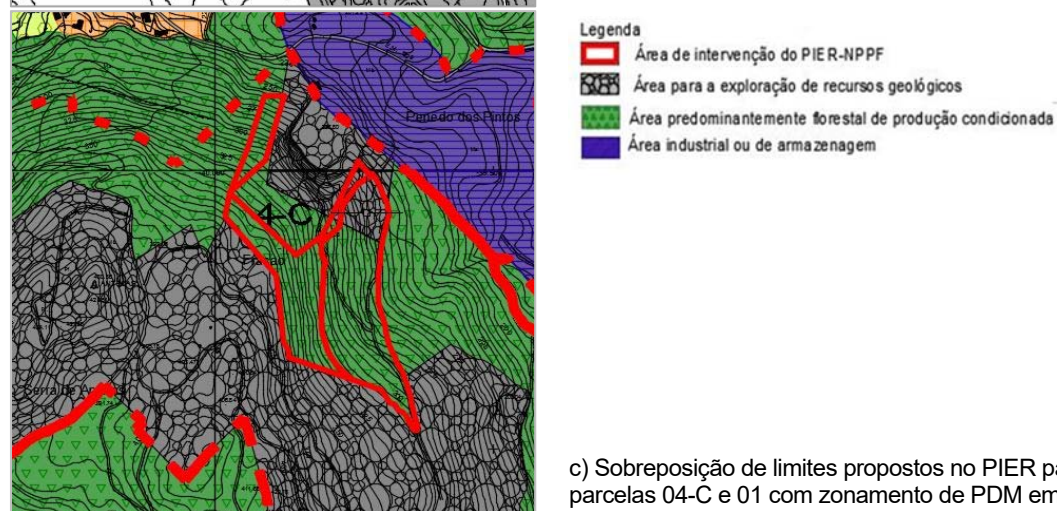 Legenda
Área de intervenção do PIER-NPPF
Área para a exploração de recursos geológicos
Área predominantemente florestal de produção condicionada
Área industrial ou de armazenagem
Penedo dos Pintos
4-C
Serra de
c) Sobreposição de limites propostos no PIER pa
parcelas 04-C e 01 com zonamento de PDM em